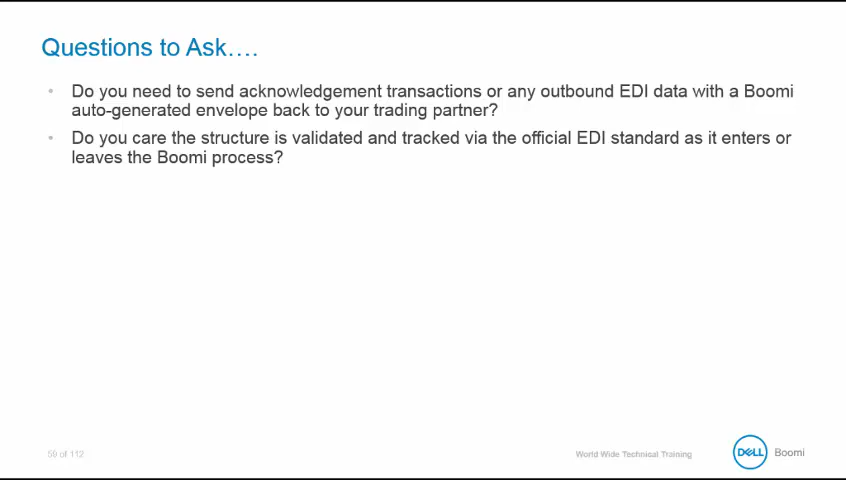 Questions to Ask….
• Do you need to send acknowledgement transactions or any outbound EDI data with a Boomi
auto-generated envelope back to your trading partner?
• Do you care the structure is validated and tracked via the official EDI standard as it enters or
leaves the Boomi process?
59 of 112
World Wide Technical Training
DELL
Boomi